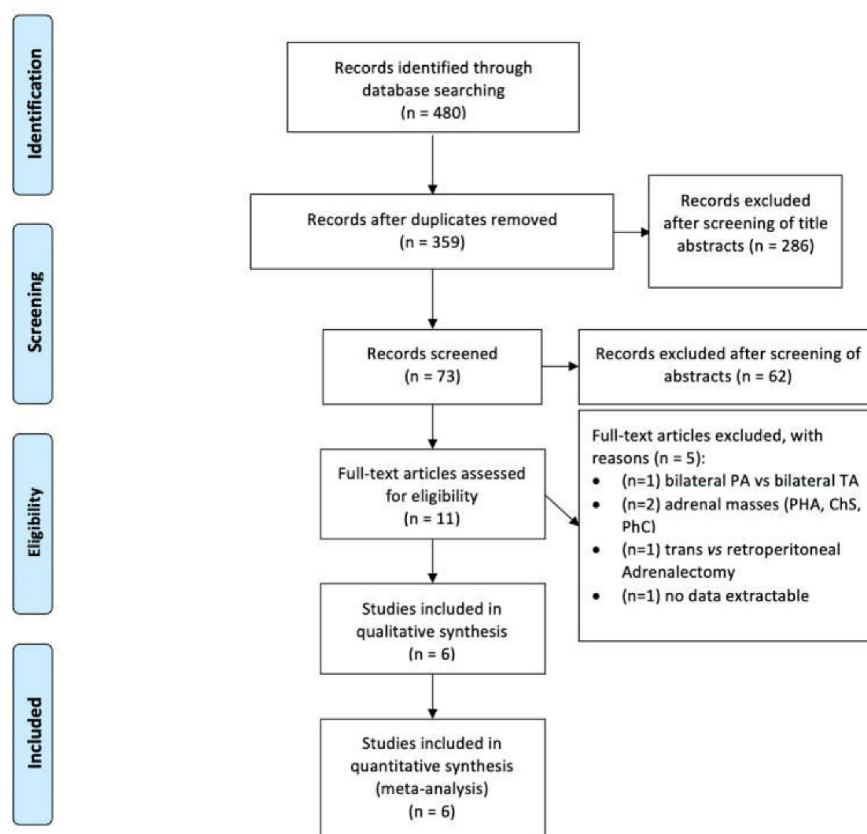 Identification
Records identified through
database searching
(n = 480)
Records after duplicates removed
(n = 359)
Records excluded
after screening of title
abstracts (n = 286)
Screening
Records screened
(n = 73)
Records excluded after screening of
abstracts (n = 62)
Eligibility
Full-text articles assessed
for eligibility
(n = 11)
Full-text articles excluded, with
reasons (n = 5):
• (n=1) bilateral PA vs bilateral TA
• (n=2) adrenal masses (PHA, ChS,
PhC)
• (n=1) trans vs retroperitoneal
Adrenalectomy
• (n=1) no data extractable
Studies included in
qualitative synthesis
(n = 6)
Included
Studies included in
quantitative synthesis
(meta-analysis)
(n = 6)